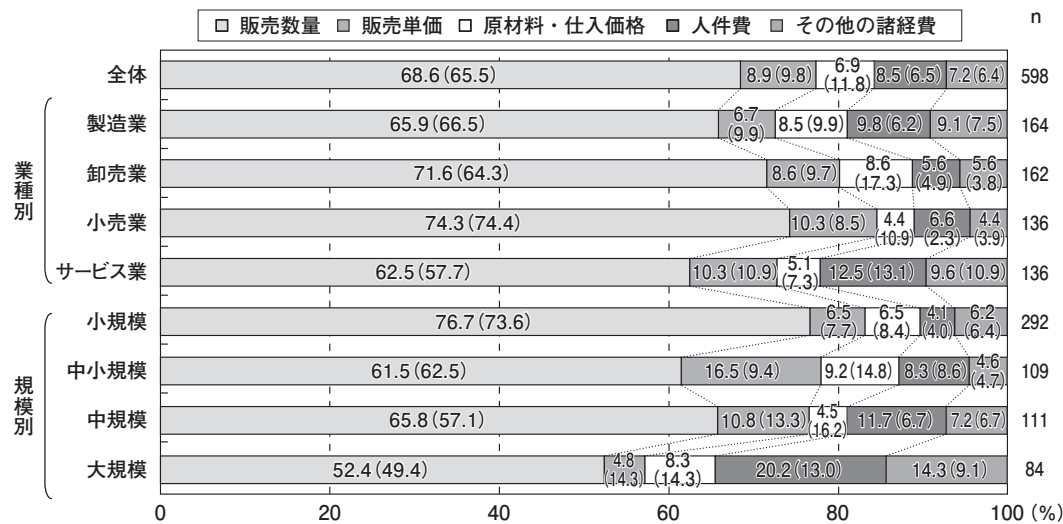 □ 販売数量 ■ 販売単価 □ 原材料・仕入価格 ■ 人件費 ■ その他の諸経費
n
全体 68.6(65.5) 8.9(9.8) 6.9(11.8) 8.5(6.5) 7.2(6.4) 598
業種別
製造業 65.9(66.5) 6.7(9.9) 8.5(9.9) 9.8(6.2) 9.1(7.5) 164
卸売業 71.6(64.3) 8.6(9.7) 8.6(17.3) 5.6(4.9) 5.6(3.8) 162
小売業 74.3(74.4) 10.3(8.5) 4.4(10.9) 6.6(2.3) 4.4(3.9) 136
サービス業 62.5(57.7) 10.3(10.9) 5.1(7.3) 12.5(13.1) 9.6(10.9) 136
規模別
小規模 76.7(73.6) 6.5(7.7) 6.5(8.4) 4.1(4.0) 6.2(6.4) 292
中小規模 61.5(62.5) 16.5(9.4) 9.2(14.8) 8.3(8.6) 4.6(4.7) 109
中規模 65.8(57.1) 10.8(13.3) 4.5(16.2) 11.7(6.7) 7.2(6.7) 111
大規模 52.4(49.4) 4.8(14.3) 8.3(14.3) 20.2(13.0) 14.3(9.1) 84
0 20 40 60 80 100 (%)